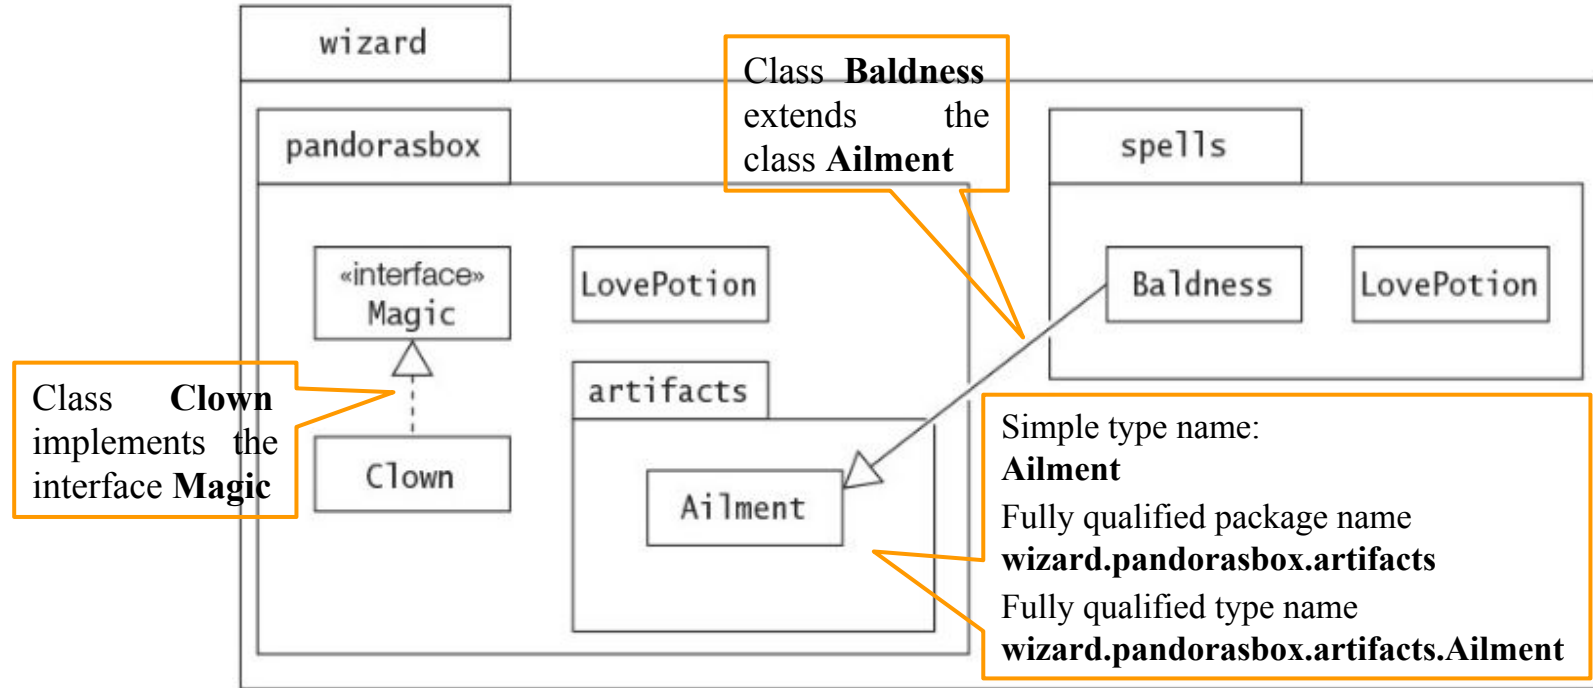 wizard
Class Baldness
extends the
class Ailment
pandorasbox
spells
«interface»
Magic
LovePotion
Baldness
LovePotion
Class Clown
implements the
interface Magic
artifacts
Clown
Ailment
Simple type name:
Ailment
Fully qualified package name
wizard.pandorasbox.artifacts
Fully qualified type name
wizard.pandorasbox.artifacts.Ailment